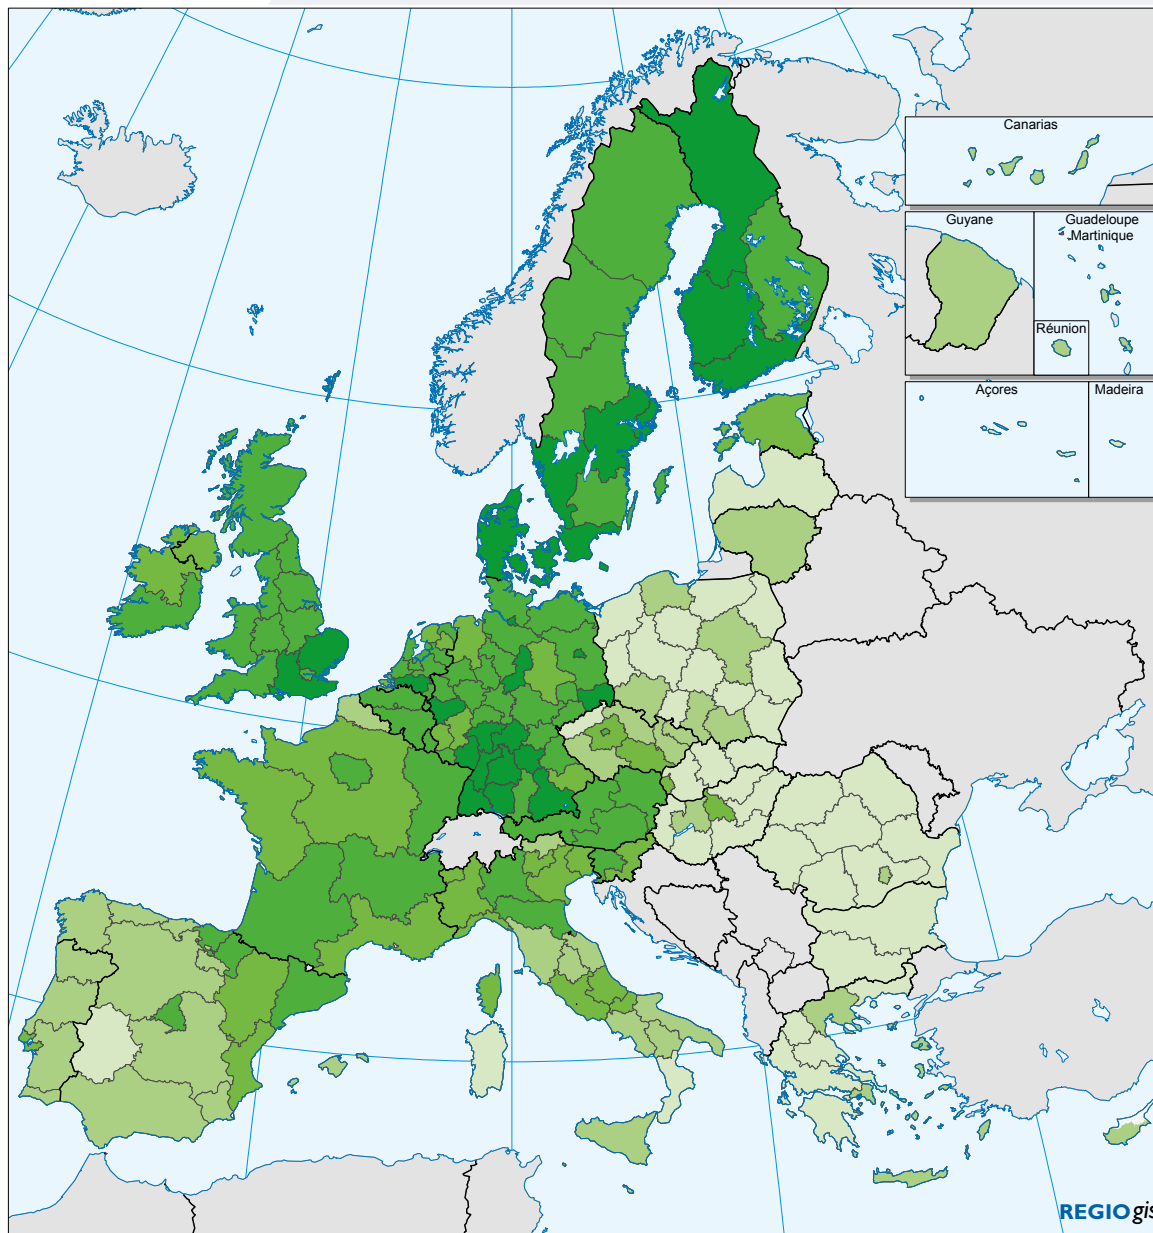 Canarias
Guyane
Guadeloupe
Martinique
Réunion
Açores
Madeira
REGIOgis